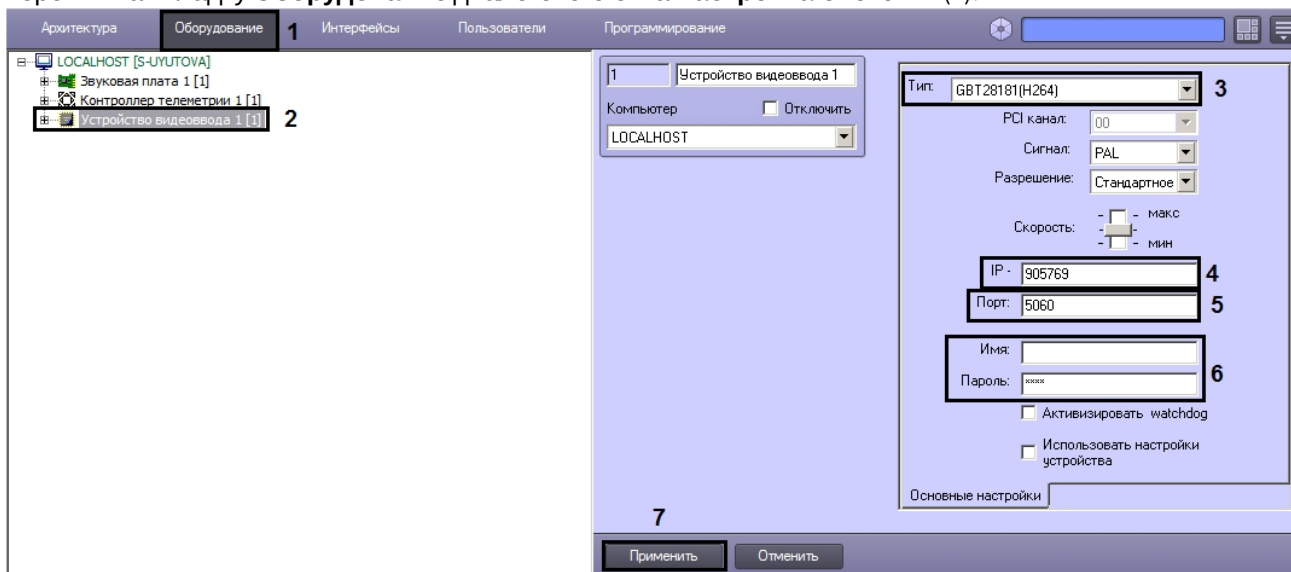 Архитектура Оборудование 1 Интерфейсы Пользователи Программирование
LOCALHOST [S-UYUTOVA]
Звуковая плата 1 [1]
Контроллер телеметрии 1 [1]
Устройство видеоввода 1 [1] 2
1 Устройство видеоввода 1
Компьютер Отключить
LOCALHOST
Тип: GBT28181(H264) 3
PCI канал: 00
Сигнал: PAL
Разрешение: Стандартное
Скорость: - - макс
- -
- - мин
IP - 905769 4
Порт: 5060 5
Имя:
Пароль: **** 6
Активизировать watchdog
Использовать настройки
устройства
Основные настройки
7
Применить Отменить